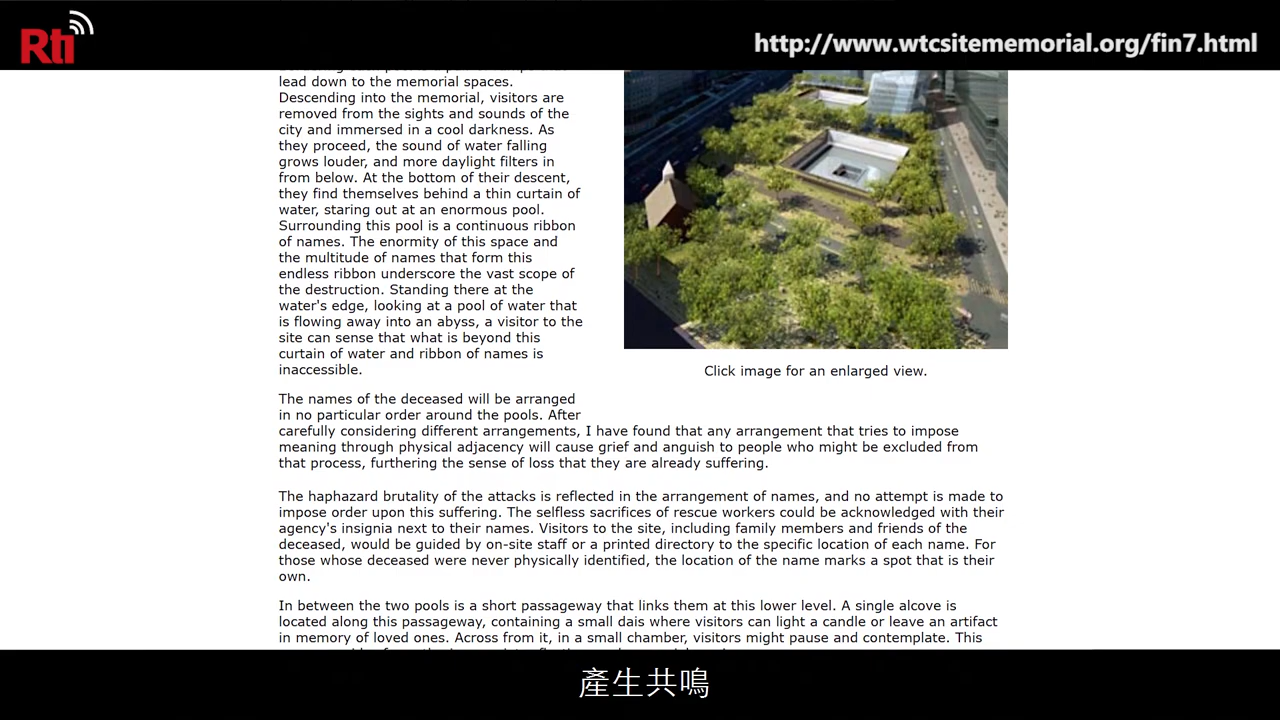 Rti
http://www.wtcsitememorial.org/fin7.html
lead down to the memorial spaces.
Descending into the memorial, visitors are
removed from the sights and sounds of the
city and immersed in a cool darkness. As
they proceed, the sound of water falling
grows louder, and more daylight filters in
from below. At the bottom of their descent,
they find themselves behind a thin curtain of
water, staring out at an enormous pool.
Surrounding this pool is a continuous ribbon
of names. The enormity of this space and
the multitude of names that form this
endless ribbon underscore the vast scope of
the destruction. Standing there at the
water's edge, looking at a pool of water that
is flowing away into an abyss, a visitor to the
site can sense that what is beyond this
curtain of water and ribbon of names is
inaccessible.
Click image for an enlarged view.
The names of the deceased will be arranged
in no particular order around the pools. After
carefully considering different arrangements, I have found that any arrangement that tries to impose
meaning through physical adjacency will cause grief and anguish to people who might be excluded from
that process, furthering the sense of loss that they are already suffering.
The haphazard brutality of the attacks is reflected in the arrangement of names, and no attempt is made to
impose order upon this suffering. The selfless sacrifices of rescue workers could be acknowledged with their
agency's insignia next to their names. Visitors to the site, including family members and friends of the
deceased, would be guided by on-site staff or a printed directory to the specific location of each name. For
those whose deceased were never physically identified, the location of the name marks a spot that is their
own.
In between the two pools is a short passageway that links them at this lower level. A single alcove is
located along this passageway, containing a small dais where visitors can light a candle or leave an artifact
in memory of loved ones. Across from it, in a small chamber, visitors might pause and contemplate. This
產生共鳴